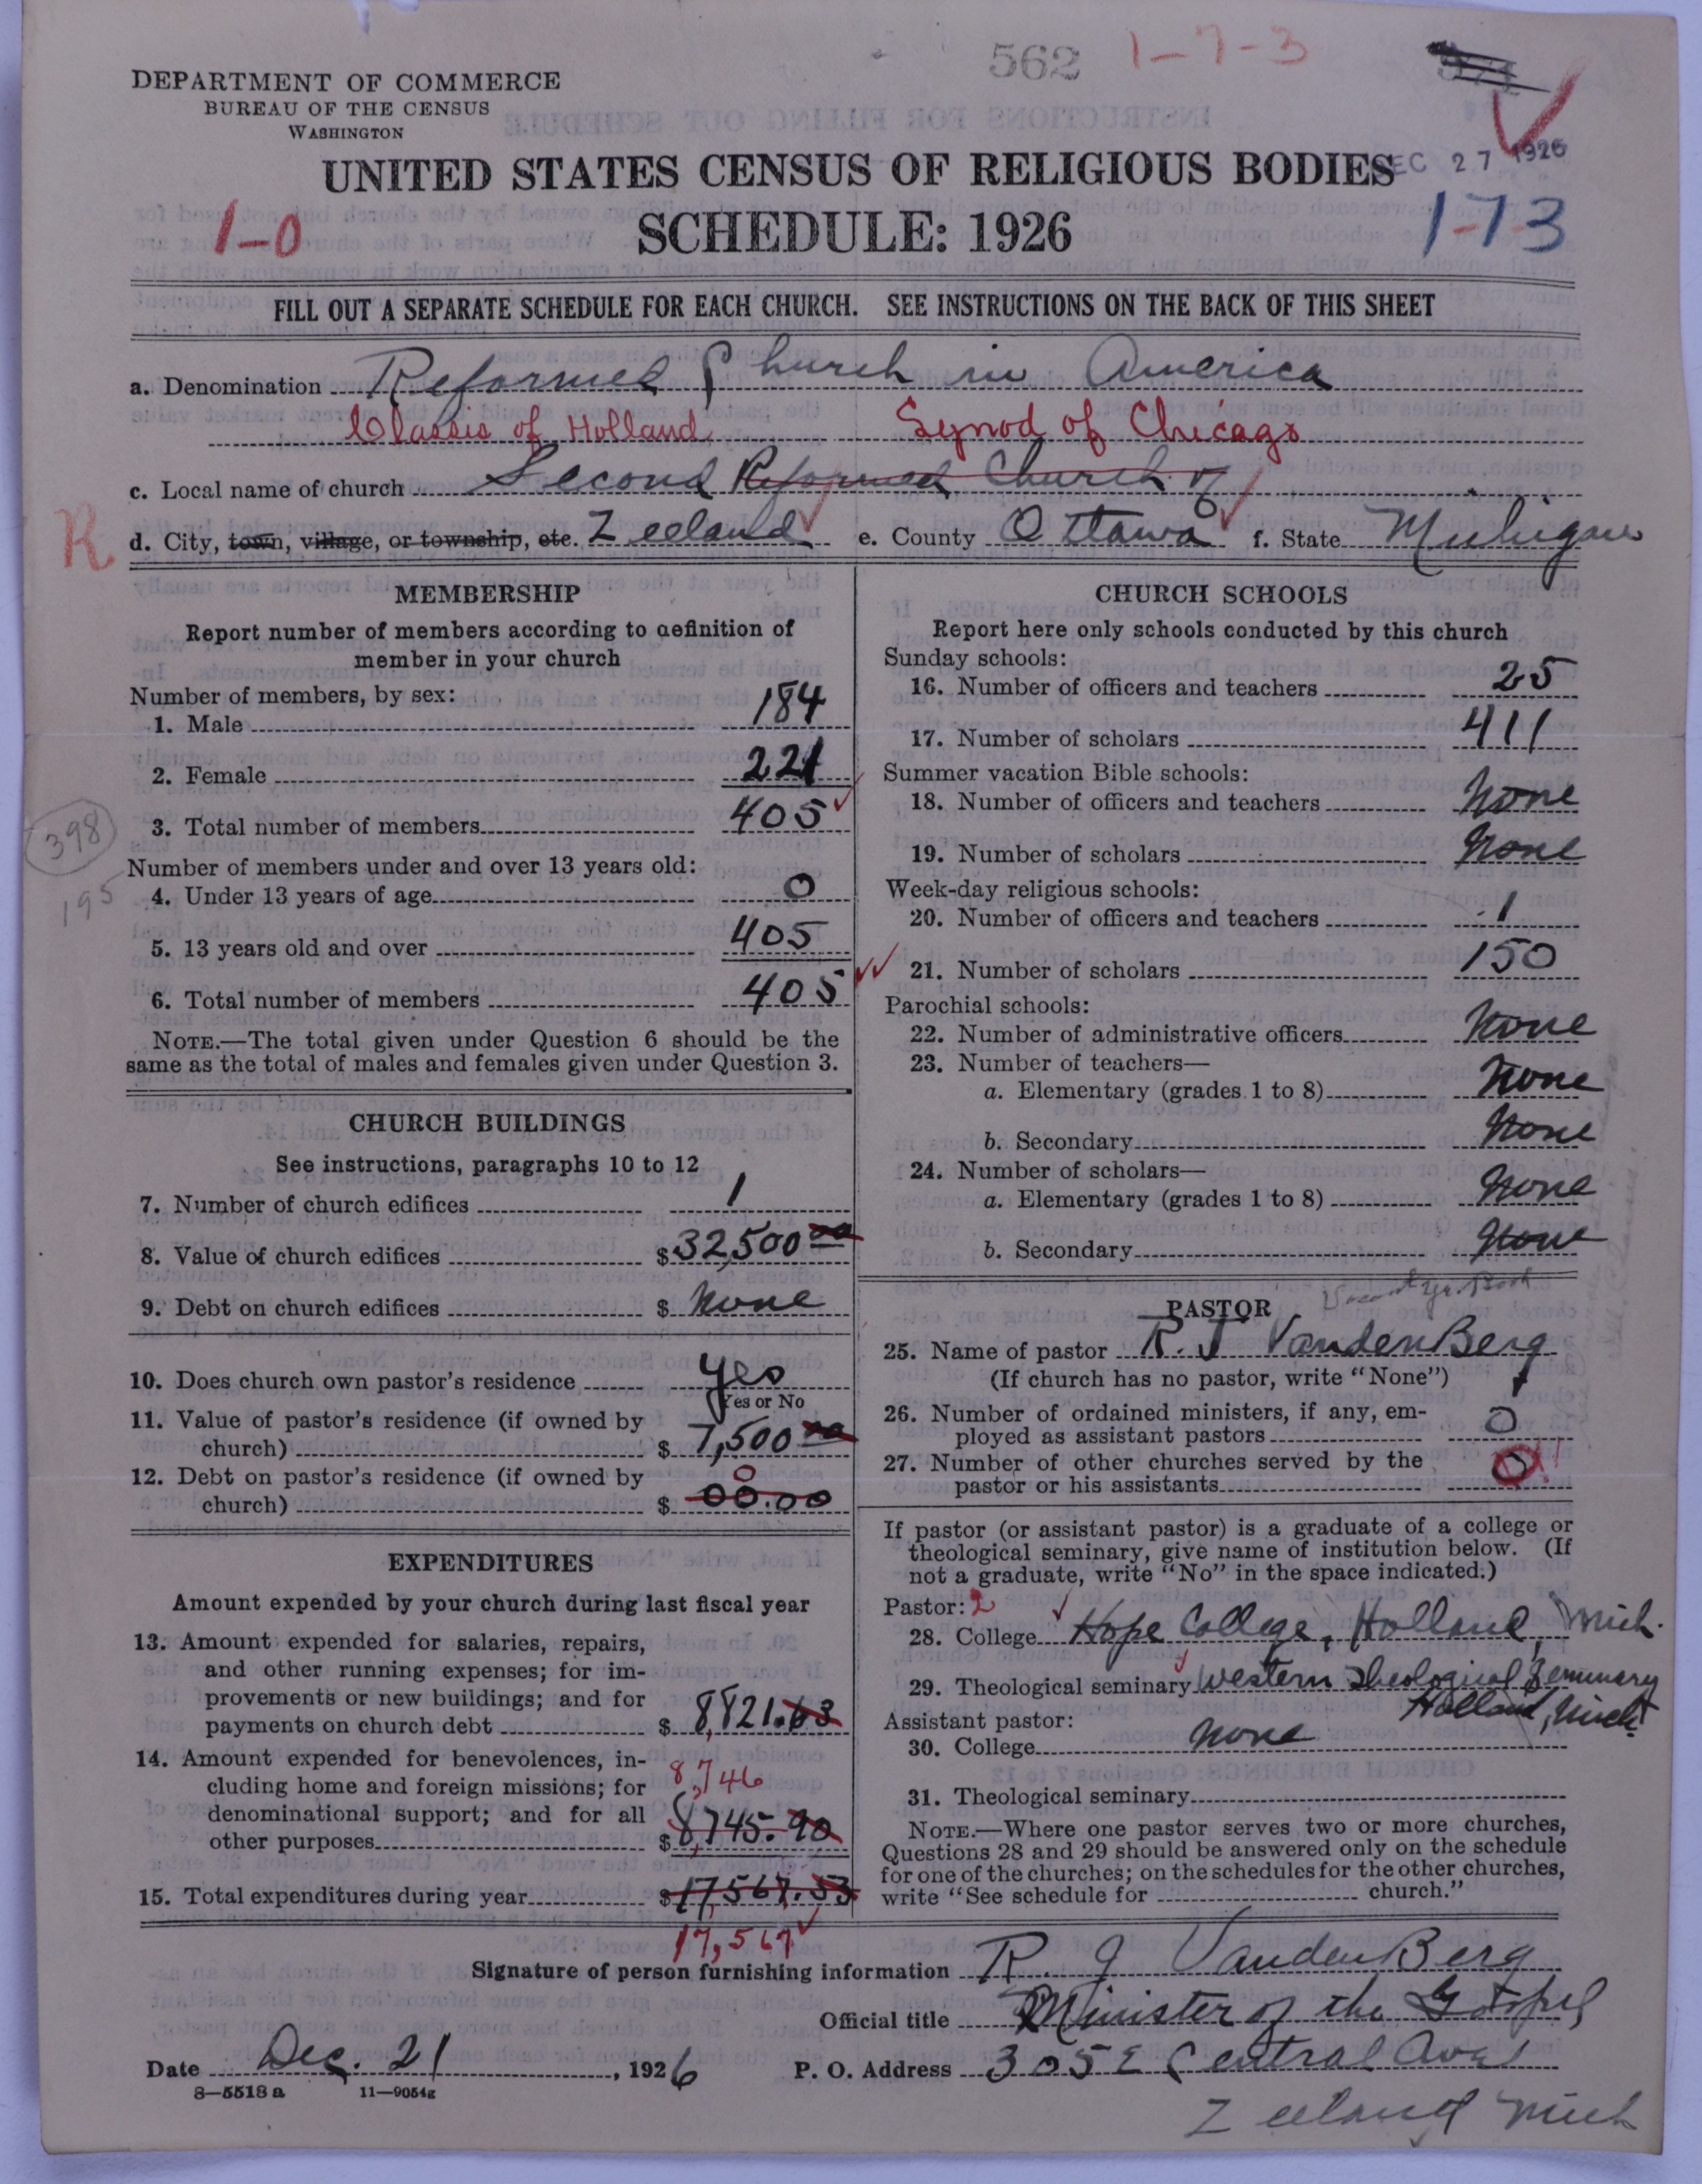 562 1-7-3
DEPARTMENT OF COMMERCE
BUREAU OF THE CENSUS
WASHINGTON
DEC 27 1926
UNITED STATES CENSUS OF RELIGIOUS BODIES
1-0 SCHEDULE: 1926 1-73
FILL OUT A SEPARATE SCHEDULE FOR EACH CHURCH. SEE INSTRUCTIONS ON THE BACK OF THIS SHEET
a. Denomination Reformed Church in America
Classis of Holland Synod of Chicago
c. Local name of church Second Reformed Church of
R d. City, town, village, or township, etc. Zeeland e. County Ottawa f. State Michigan
MEMBERSHIP
Report number of members according to definition of
member in your church
Number of members, by sex:
1. Male 184
2. Female 221
3. Total number of members 405
398
Number of members under and over 13 years old:
4. Under 13 years of age 0
195
5. 13 years old and over 405
6. Total number of members 405
NOTE.—The total given under Question 6 should be the
same as the total of males and females given under Question 3.
CHURCH BUILDINGS
See instructions, paragraphs 10 to 12
7. Number of church edifices 1
8. Value of church edifices $32,500 00
9. Debt on church edifices $ None
10. Does church own pastor's residence Yes
Yes or No
11. Value of pastor's residence (if owned by
church) $ 7,500 00
12. Debt on pastor's residence (if owned by 0
church) $ 00.00
EXPENDITURES
Amount expended by your church during last fiscal year
13. Amount expended for salaries, repairs,
and other running expenses; for im-
provements or new buildings; and for
payments on church debt $ 8,821.63
14. Amount expended for benevolences, in-
cluding home and foreign missions; for 8,746
denominational support; and for all
other purposes $ 8,745.90
15. Total expenditures during year $17,567.53
17,567
CHURCH SCHOOLS
Report here only schools conducted by this church
Sunday schools:
16. Number of officers and teachers 25
17. Number of scholars 411
Summer vacation Bible schools:
18. Number of officers and teachers None
19. Number of scholars None
Week-day religious schools:
20. Number of officers and teachers 1
21. Number of scholars 150
Parochial schools:
22. Number of administrative officers None
23. Number of teachers—
a. Elementary (grades 1 to 8) None
b. Secondary None
24. Number of scholars—
a. Elementary (grades 1 to 8) None
b. Secondary None
PASTOR
25. Name of pastor R. J VandenBerg
(If church has no pastor, write "None") 1
26. Number of ordained ministers, if any, em-
ployed as assistant pastors 0
27. Number of other churches served by the
pastor or his assistants 0
If pastor (or assistant pastor) is a graduate of a college or
theological seminary, give name of institution below. (If
not a graduate, write "No" in the space indicated.)
Pastor: 2
28. College Hope College, Holland, Mich.
29. Theological seminary Western Theological Seminary
Holland, Mich.
Assistant pastor:
30. College None
31. Theological seminary
NOTE.—Where one pastor serves two or more churches,
Questions 28 and 29 should be answered only on the schedule
for one of the churches; on the schedules for the other churches,
write "See schedule for church."
Signature of person furnishing information R. J VandenBerg
Official title Minister of the Gospel
Date Dec. 21, 1926 P. O. Address 305 E Central Ave
8-5518 a 11-9054g
Zeeland Mich